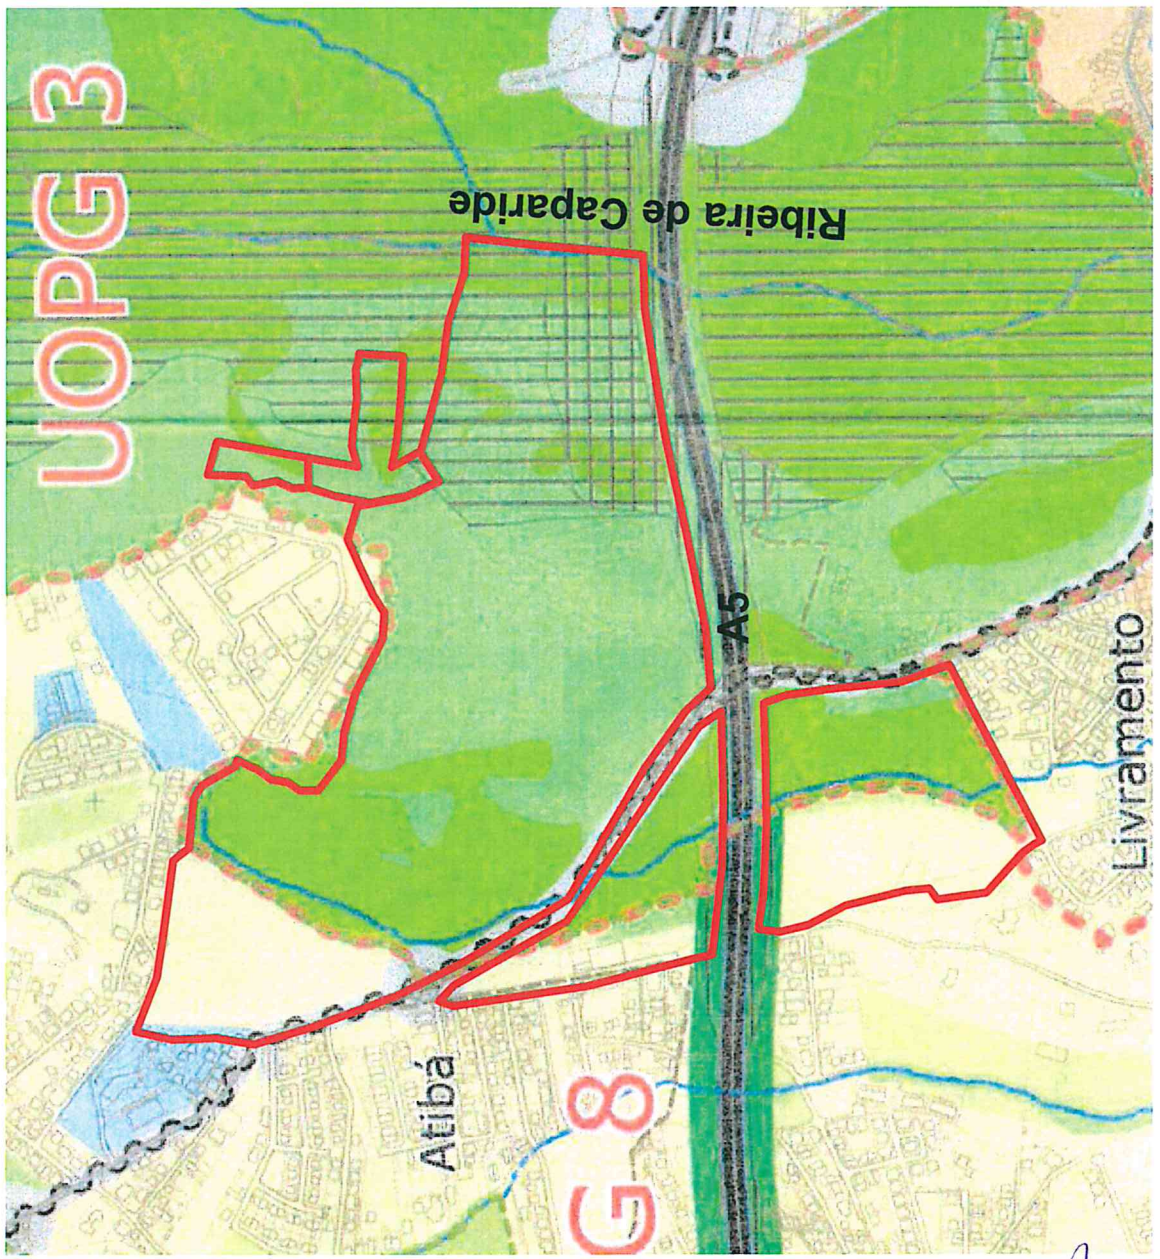 UOPG 3
Ribeira de Caparide
A5
Livramento
Atibá
G 8